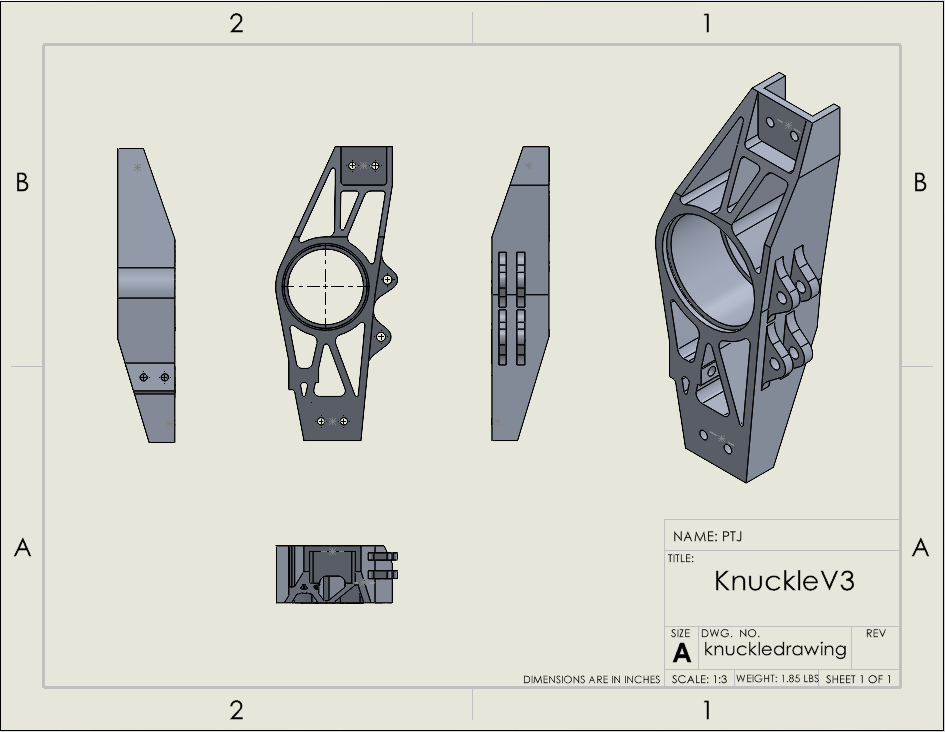 2 1
B B
A A
NAME: PTJ
TITLE:
KnuckleV3
SIZE DWG. NO. REV
A knuckledrawing
DIMENSIONS ARE IN INCHES SCALE: 1:3 WEIGHT: 1.85 LBS SHEET 1 OF 1
2 1